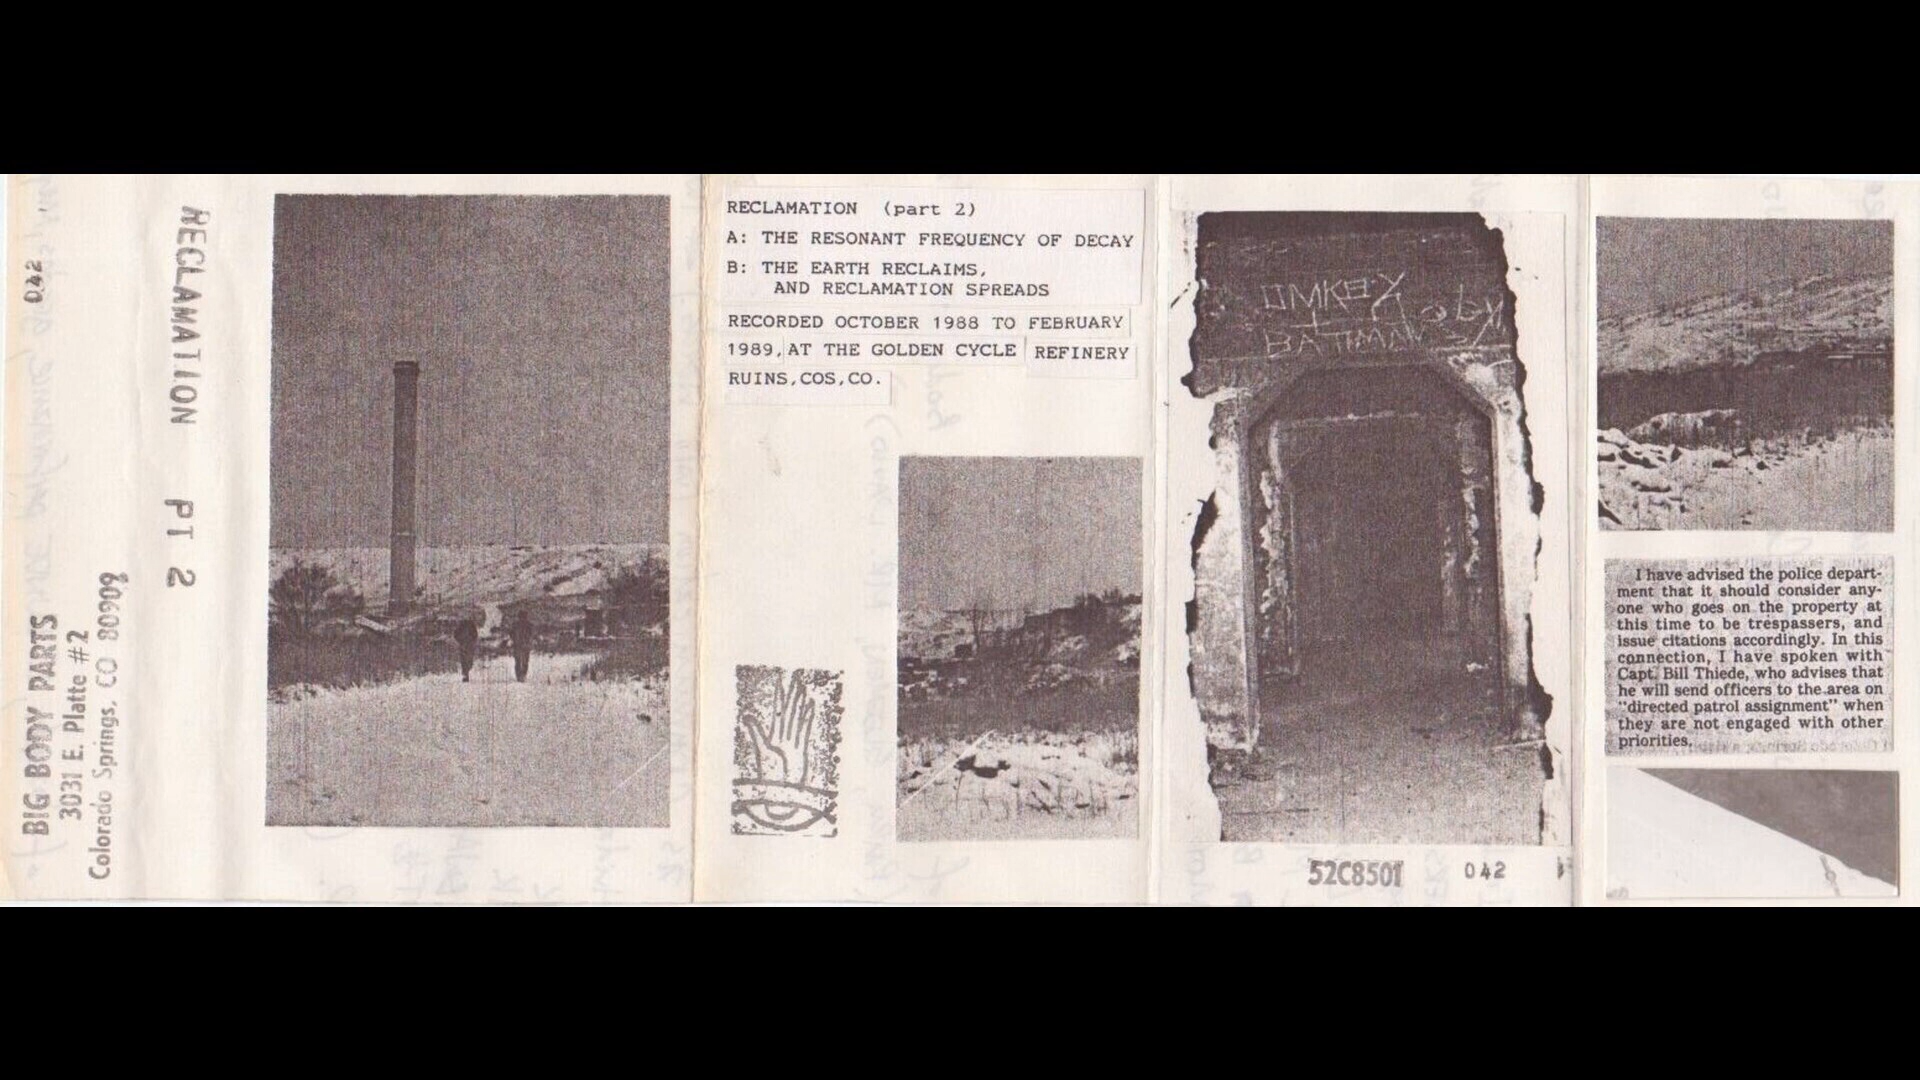 042
BIG BODY PARTS
3031 E. Platte #2
Colorado Springs, CO 80909
RECLAMATION PT 2
RECLAMATION (part 2)
A: THE RESONANT FREQUENCY OF DECAY
B: THE EARTH RECLAIMS,
AND RECLAMATION SPREADS
RECORDED OCTOBER 1988 TO FEBRUARY
1989, AT THE GOLDEN CYCLE REFINERY
RUINS, COS, CO.
BATMAN
52C8501 042
I have advised the police depart-
ment that it should consider any-
one who goes on the property at
this time to be trespassers, and
issue citations accordingly. In this
connection, I have spoken with
Capt. Bill Thiede, who advises that
he will send officers to the area on
"directed patrol assignment" when
they are not engaged with other
priorities.